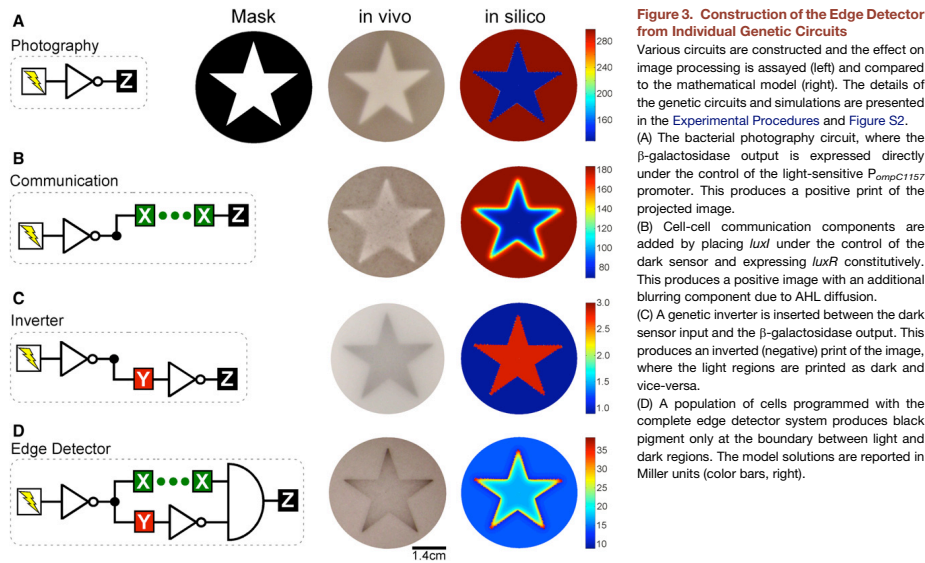 A
Photography
Z
Mask
in vivo
in silico
280
240
200
160
120
B
Communication
X
X
Z
180
160
140
120
100
80
C
Inverter
Y
Z
3.0
2.5
2.0
1.5
1.0
D
Edge Detector
X
X
Y
Z
35
30
25
20
15
10
1.4cm
Figure 3. Construction of the Edge Detector
from Individual Genetic Circuits
Various circuits are constructed and the effect on
image processing is assayed (left) and compared
to the mathematical model (right). The details of
the genetic circuits and simulations are presented
in the Experimental Procedures and Figure S2.
(A) The bacterial photography circuit, where the
β-galactosidase output is expressed directly
under the control of the light-sensitive PompC1157
promoter. This produces a positive print of the
projected image.
(B) Cell-cell communication components are
added by placing luxI under the control of the
dark sensor and expressing luxR constitutively.
This produces a positive image with an additional
blurring component due to AHL diffusion.
(C) A genetic inverter is inserted between the dark
sensor input and the β-galactosidase output. This
produces an inverted (negative) print of the image,
where the light regions are printed as dark and
vice-versa.
(D) A population of cells programmed with the
complete edge detector system produces black
pigment only at the boundary between light and
dark regions. The model solutions are reported in
Miller units (color bars, right).